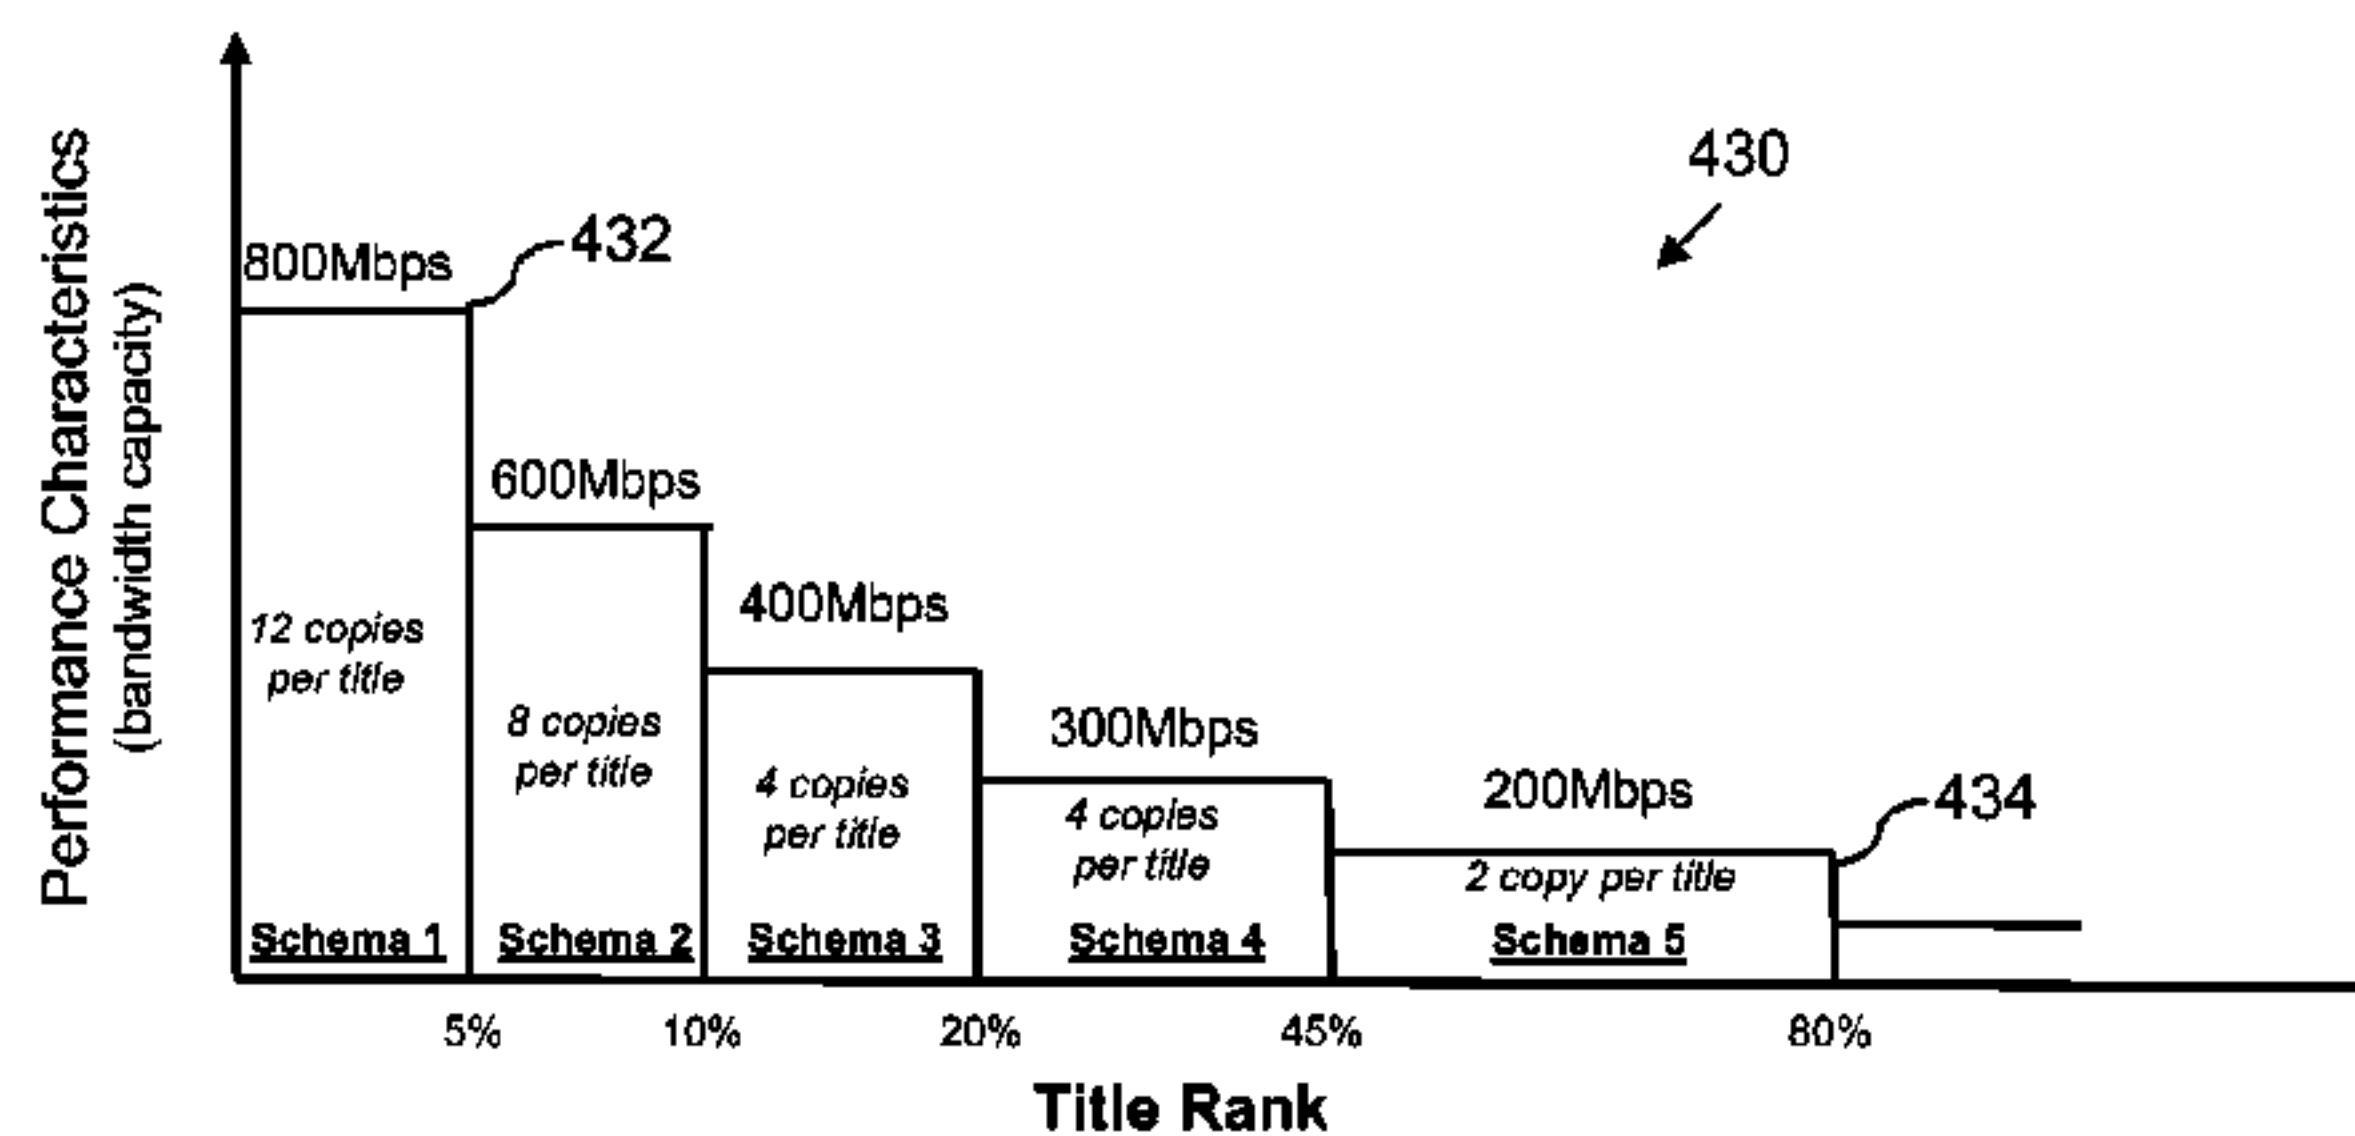 Performance Characteristics
(bandwidth capacity)
430
432
800Mbps
600Mbps
400Mbps
300Mbps
200Mbps
434
12 copies
per title
8 copies
per title
4 copies
per title
4 copies
per title
2 copy per title
Schema 1
Schema 2
Schema 3
Schema 4
Schema 5
5%
10%
20%
45%
80%
Title Rank